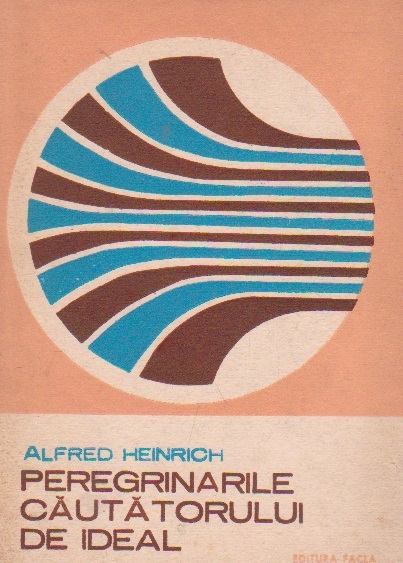 ALFRED HEINRICH
PEREGRINARILE
CĂUTĂTORULUI
DE IDEAL
EDITURA FACLA